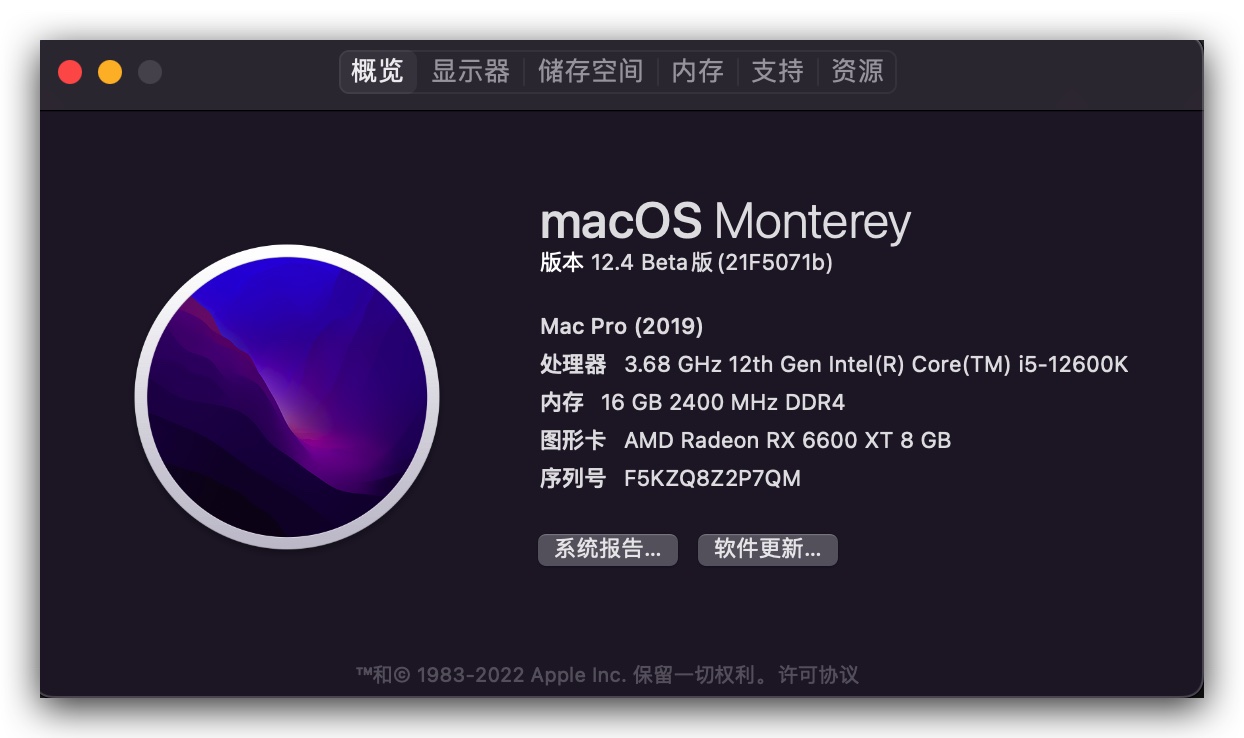 概览 显示器 储存空间 内存 支持 资源
macOS Monterey
版本 12.4 Beta版 (21F5071b)
Mac Pro (2019)
处理器 3.68 GHz 12th Gen Intel(R) Core(TM) i5-12600K
内存 16 GB 2400 MHz DDR4
图形卡 AMD Radeon RX 6600 XT 8 GB
序列号 F5KZQ8Z2P7QM
系统报告... 软件更新...
™和© 1983-2022 Apple Inc. 保留一切权利。许可协议